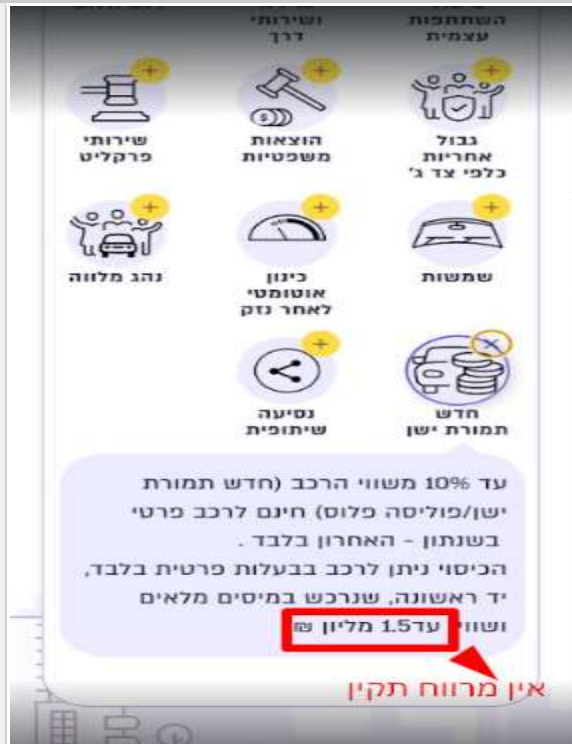 השתתפות
עצמית
ושירותי
דרך
גבול
אחריות
כלפי צד ג'
הוצאות
משפטיות
שירותי
פרקליט
שמשות
כינון
אוטומטי
לאחר נזק
נהג מלווה
חדש
תמורת ישן
נסיעה
שיתופית
עד 10% משווי הרכב (חדש תמורת
ישן/פוליסה פלוס) חינם לרכב פרטי
בשנתון - האחרון בלבד .
הכיסוי ניתן לרכב בבעלות פרטית בלבד,
יד ראשונה, שנרכש במיסים מלאים
ושווי עד1.5 מליון ₪
אין מרווח תקין